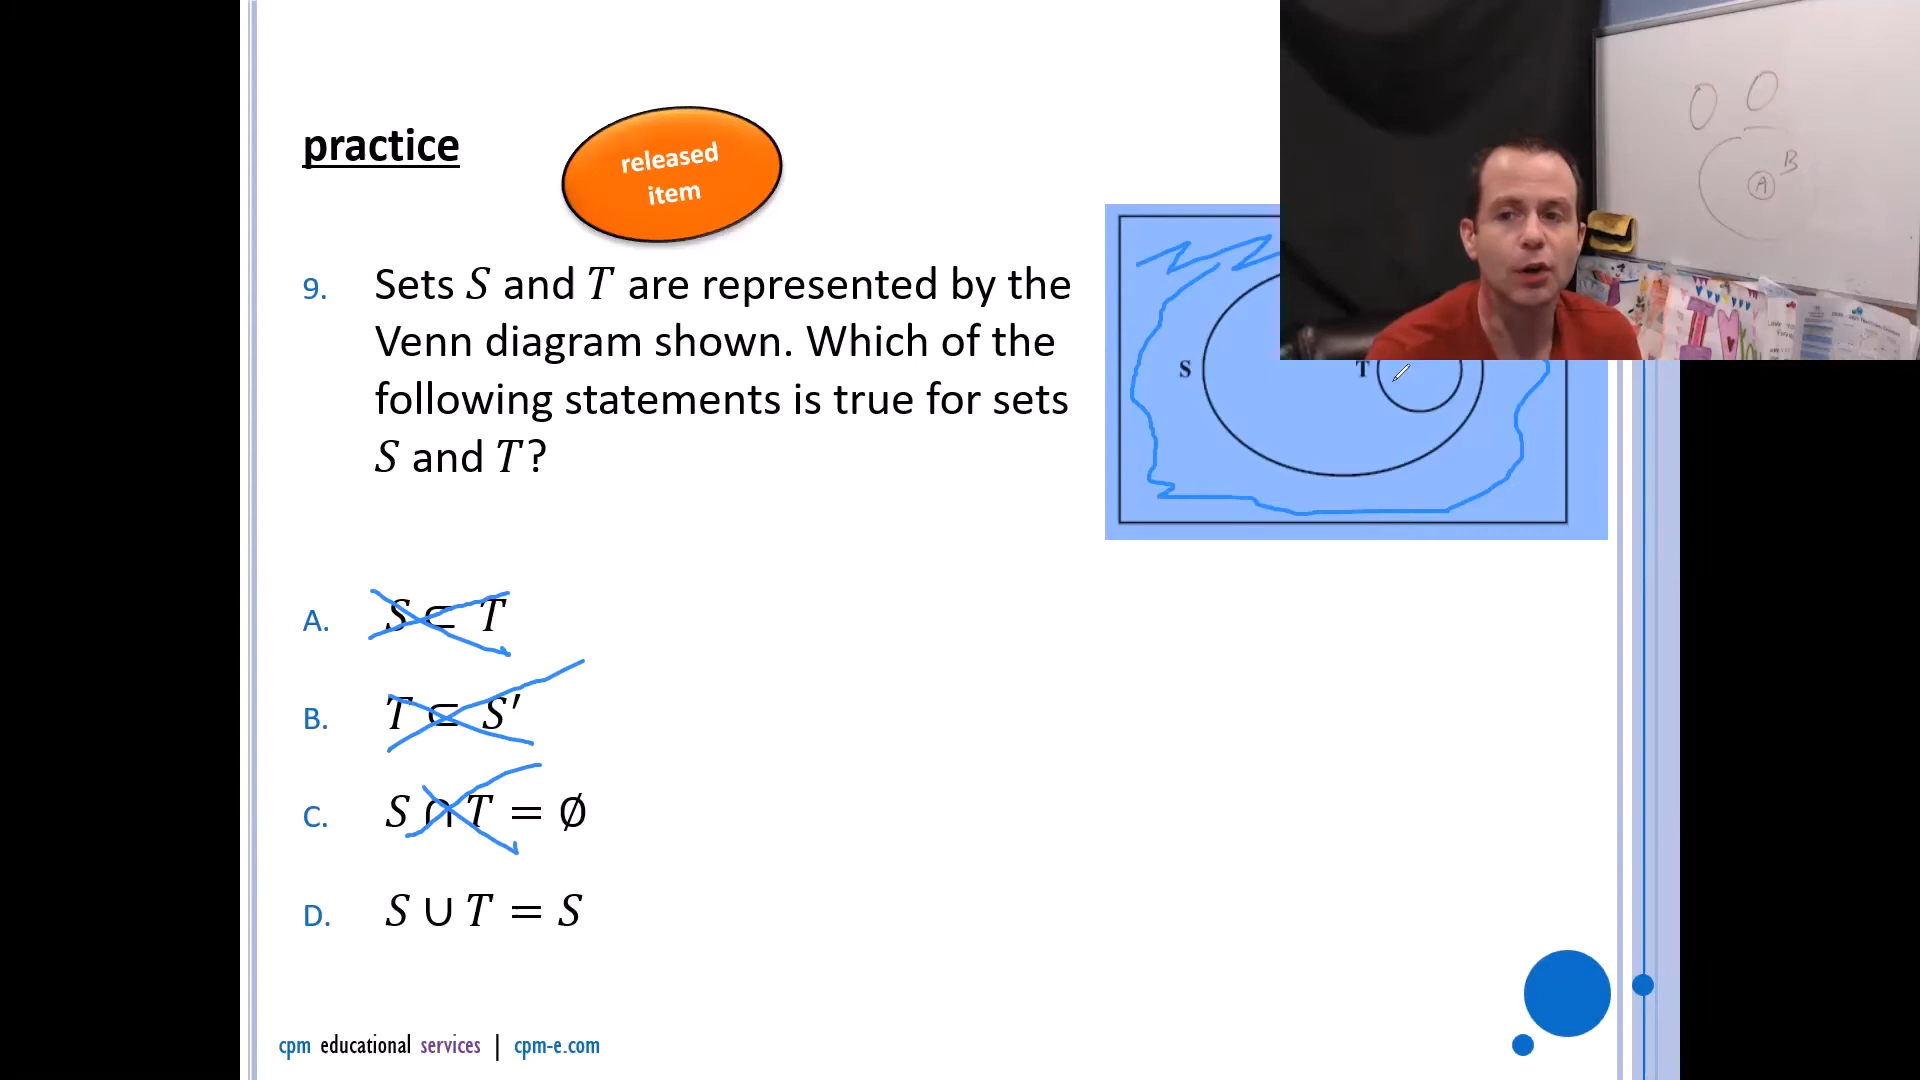 practice
released
item
9. Sets S and T are represented by the
Venn diagram shown. Which of the
following statements is true for sets
S and T?
S T
A. S ⊂ T
B. T ⊂ S′
C. S ∩ T = ∅
D. S ∪ T = S
cpm educational services | cpm-e.com
B
A
I
You